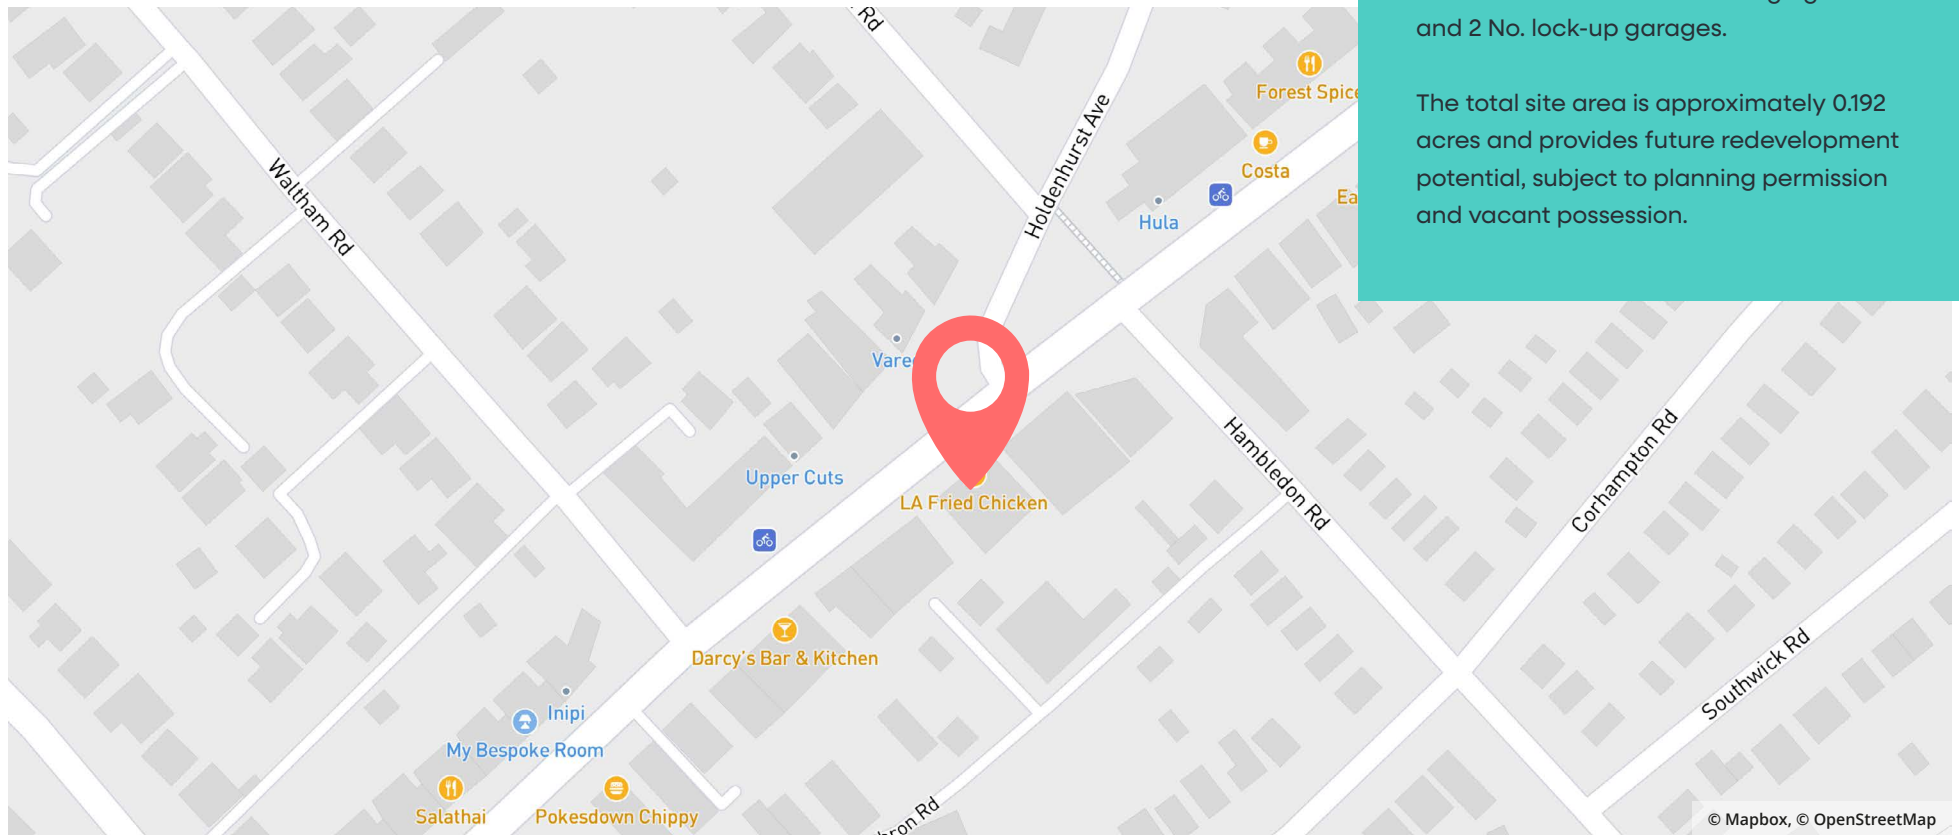 Rd
and 2 No. lock-up garages.
The total site area is approximately 0.192
acres and provides future redevelopment
potential, subject to planning permission
and vacant possession.
Forest Spice
Holdenhurst Ave
Costa
Waltham Rd
Hula
Upper Cuts
LA Fried Chicken
Hambledon Rd
Corhampton Rd
Darcy's Bar & Kitchen
Southwick Rd
Inipi
My Bespoke Room
Salathai
Pokesdown Chippy
Rd
© Mapbox, © OpenStreetMap